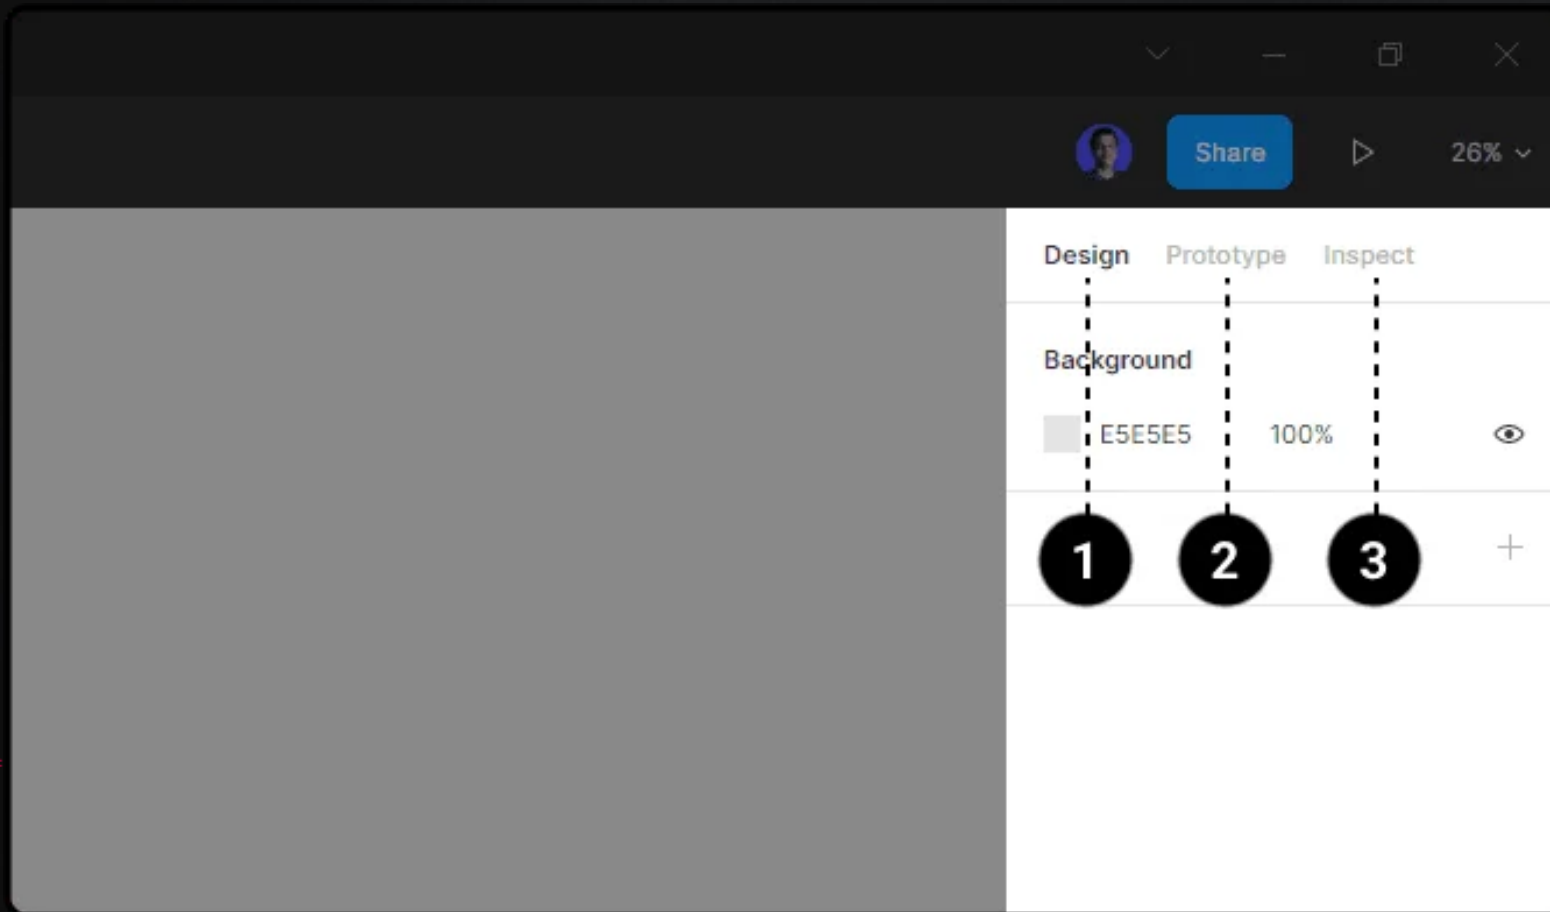 Share
26%
Design Prototype Inspect
Background
E5E5E5 100%
1 2 3